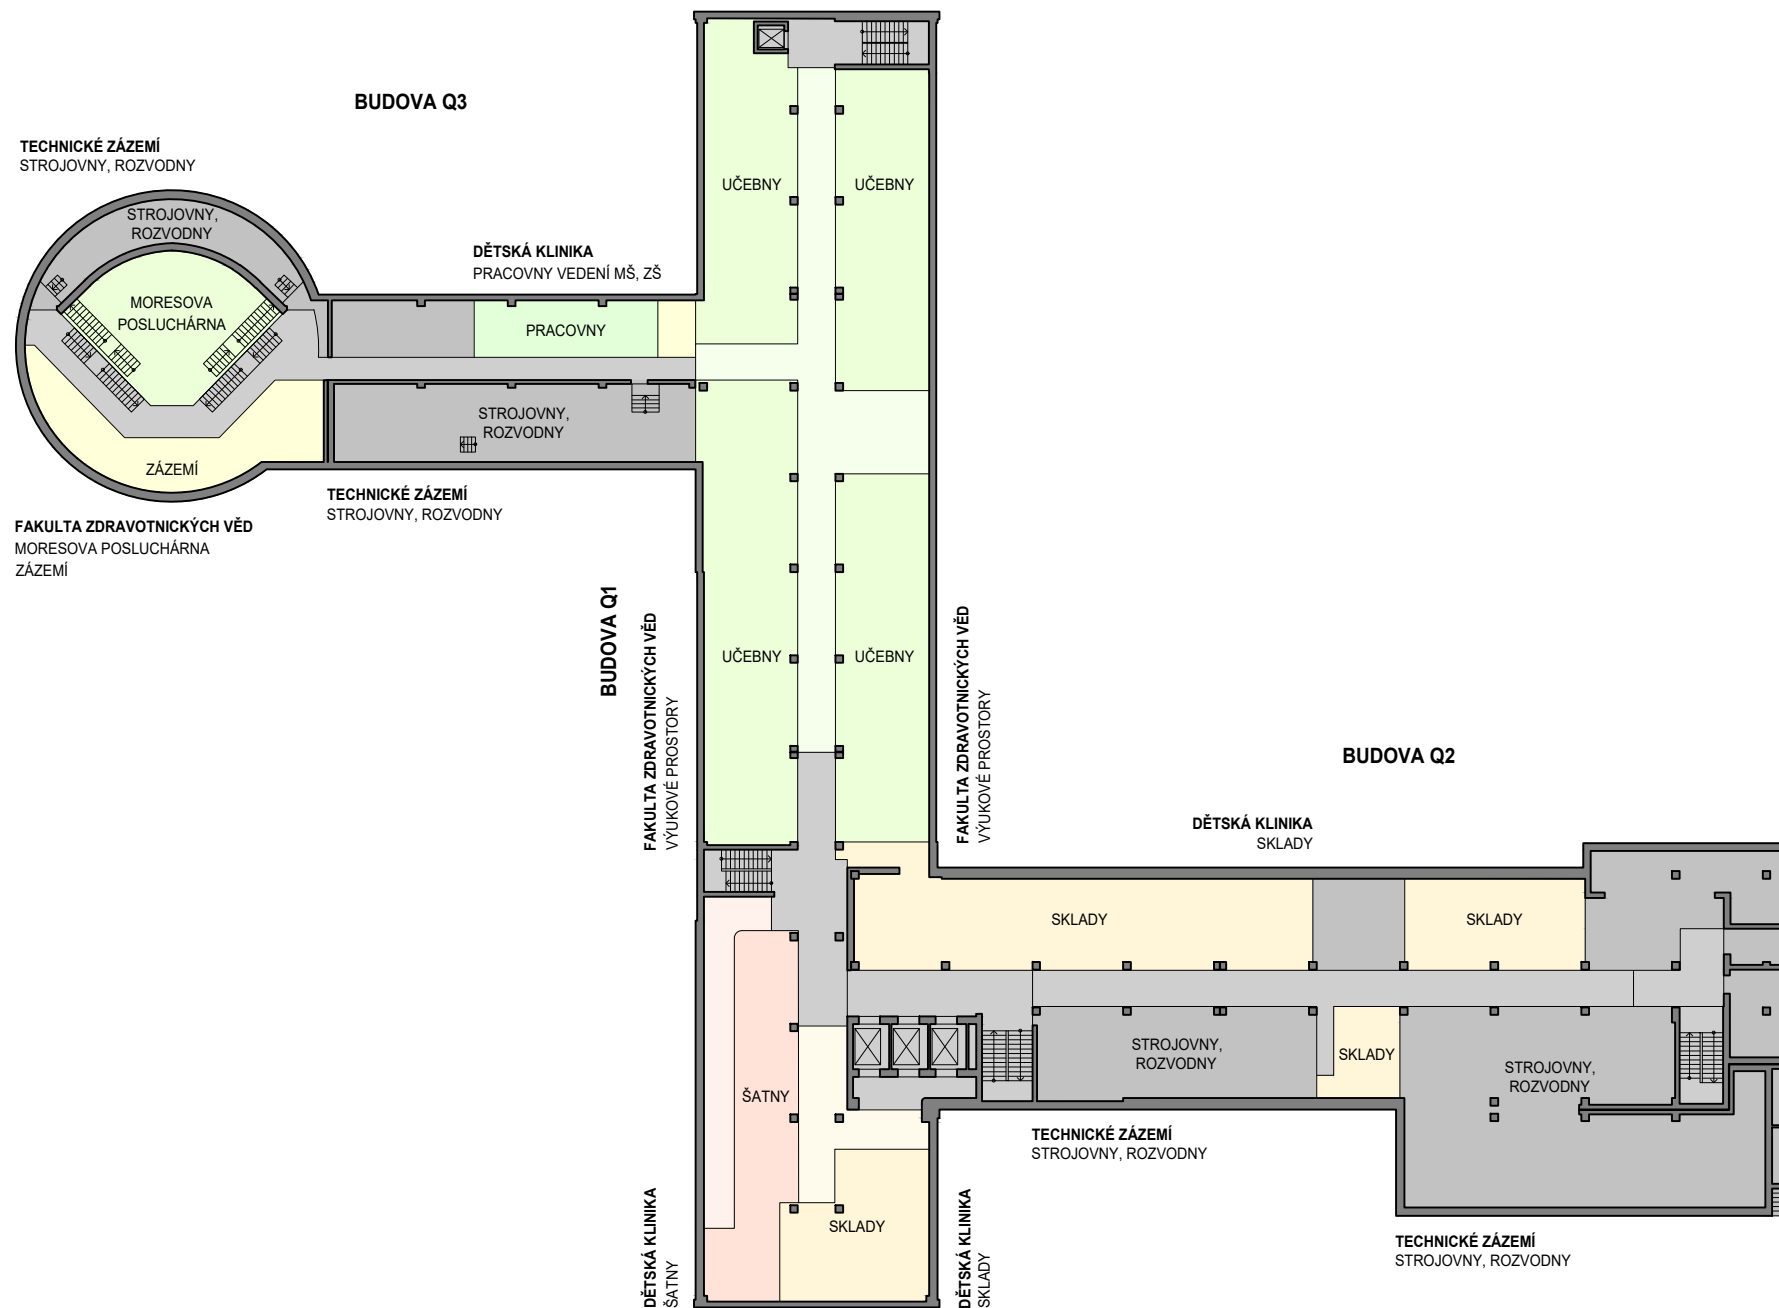 BUDOVA Q3
TECHNICKÉ ZÁZEMÍ
STROJOVNY, ROZVODNY
STROJOVNY,
ROZVODNY
MORESOVA
POSLUCHÁRNA
DĚTSKÁ KLINIKA
PRACOVNY VEDENÍ MŠ, ZŠ
PRACOVNY
UČEBNY
UČEBNY
STROJOVNY,
ROZVODNY
ZÁZEMÍ
TECHNICKÉ ZÁZEMÍ
STROJOVNY, ROZVODNY
FAKULTA ZDRAVOTNICKÝCH VĚD
MORESOVA POSLUCHÁRNA
ZÁZEMÍ
BUDOVA Q1
FAKULTA ZDRAVOTNICKÝCH VĚD
VÝUKOVÉ PROSTORY
UČEBNY
UČEBNY
FAKULTA ZDRAVOTNICKÝCH VĚD
VÝUKOVÉ PROSTORY
BUDOVA Q2
DĚTSKÁ KLINIKA
SKLADY
SKLADY
SKLADY
STROJOVNY,
ROZVODNY
SKLADY
STROJOVNY,
ROZVODNY
ŠATNY
TECHNICKÉ ZÁZEMÍ
STROJOVNY, ROZVODNY
DĚTSKÁ KLINIKA
ŠATNY
SKLADY
DĚTSKÁ KLINIKA
SKLADY
TECHNICKÉ ZÁZEMÍ
STROJOVNY, ROZVODNY